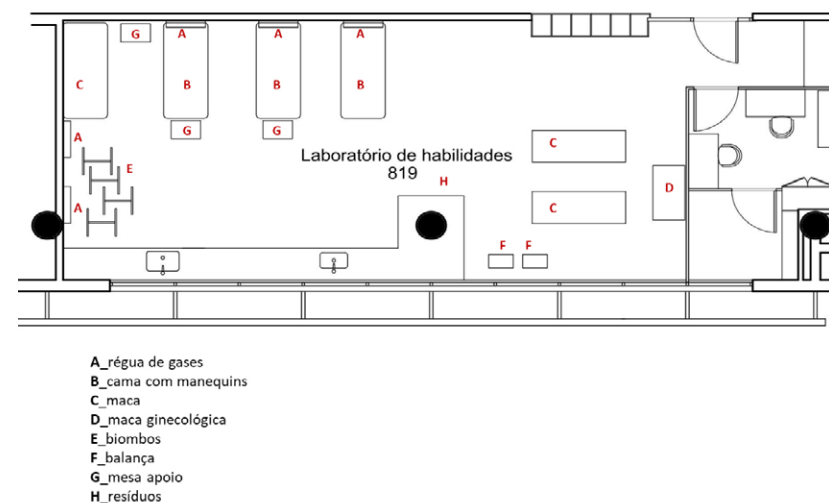 G A A A
C B B B
G G
A
C
Laboratório de habilidades
E
819
H
D
A
C
F F
A_régua de gases
B_cama com manequins
C_maca
D_maca ginecológica
E_biombos
F_balança
G_mesa apoio
H_resíduos